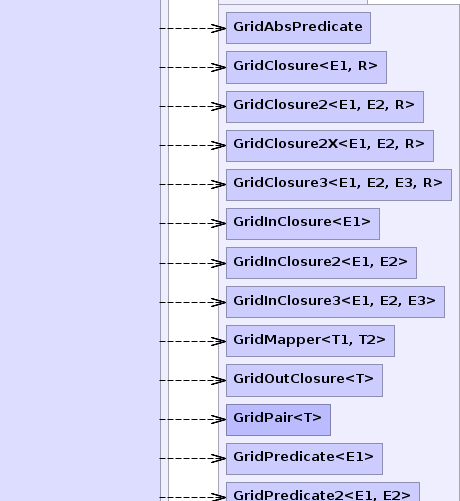 GridAbsPredicate
GridClosure<E1, R>
GridClosure2<E1, E2, R>
GridClosure2X<E1, E2, R>
GridClosure3<E1, E2, E3, R>
GridInClosure<E1>
GridInClosure2<E1, E2>
GridInClosure3<E1, E2, E3>
GridMapper<T1, T2>
GridOutClosure<T>
GridPair<T>
GridPredicate<E1>
GridPredicate2<E1, E2>